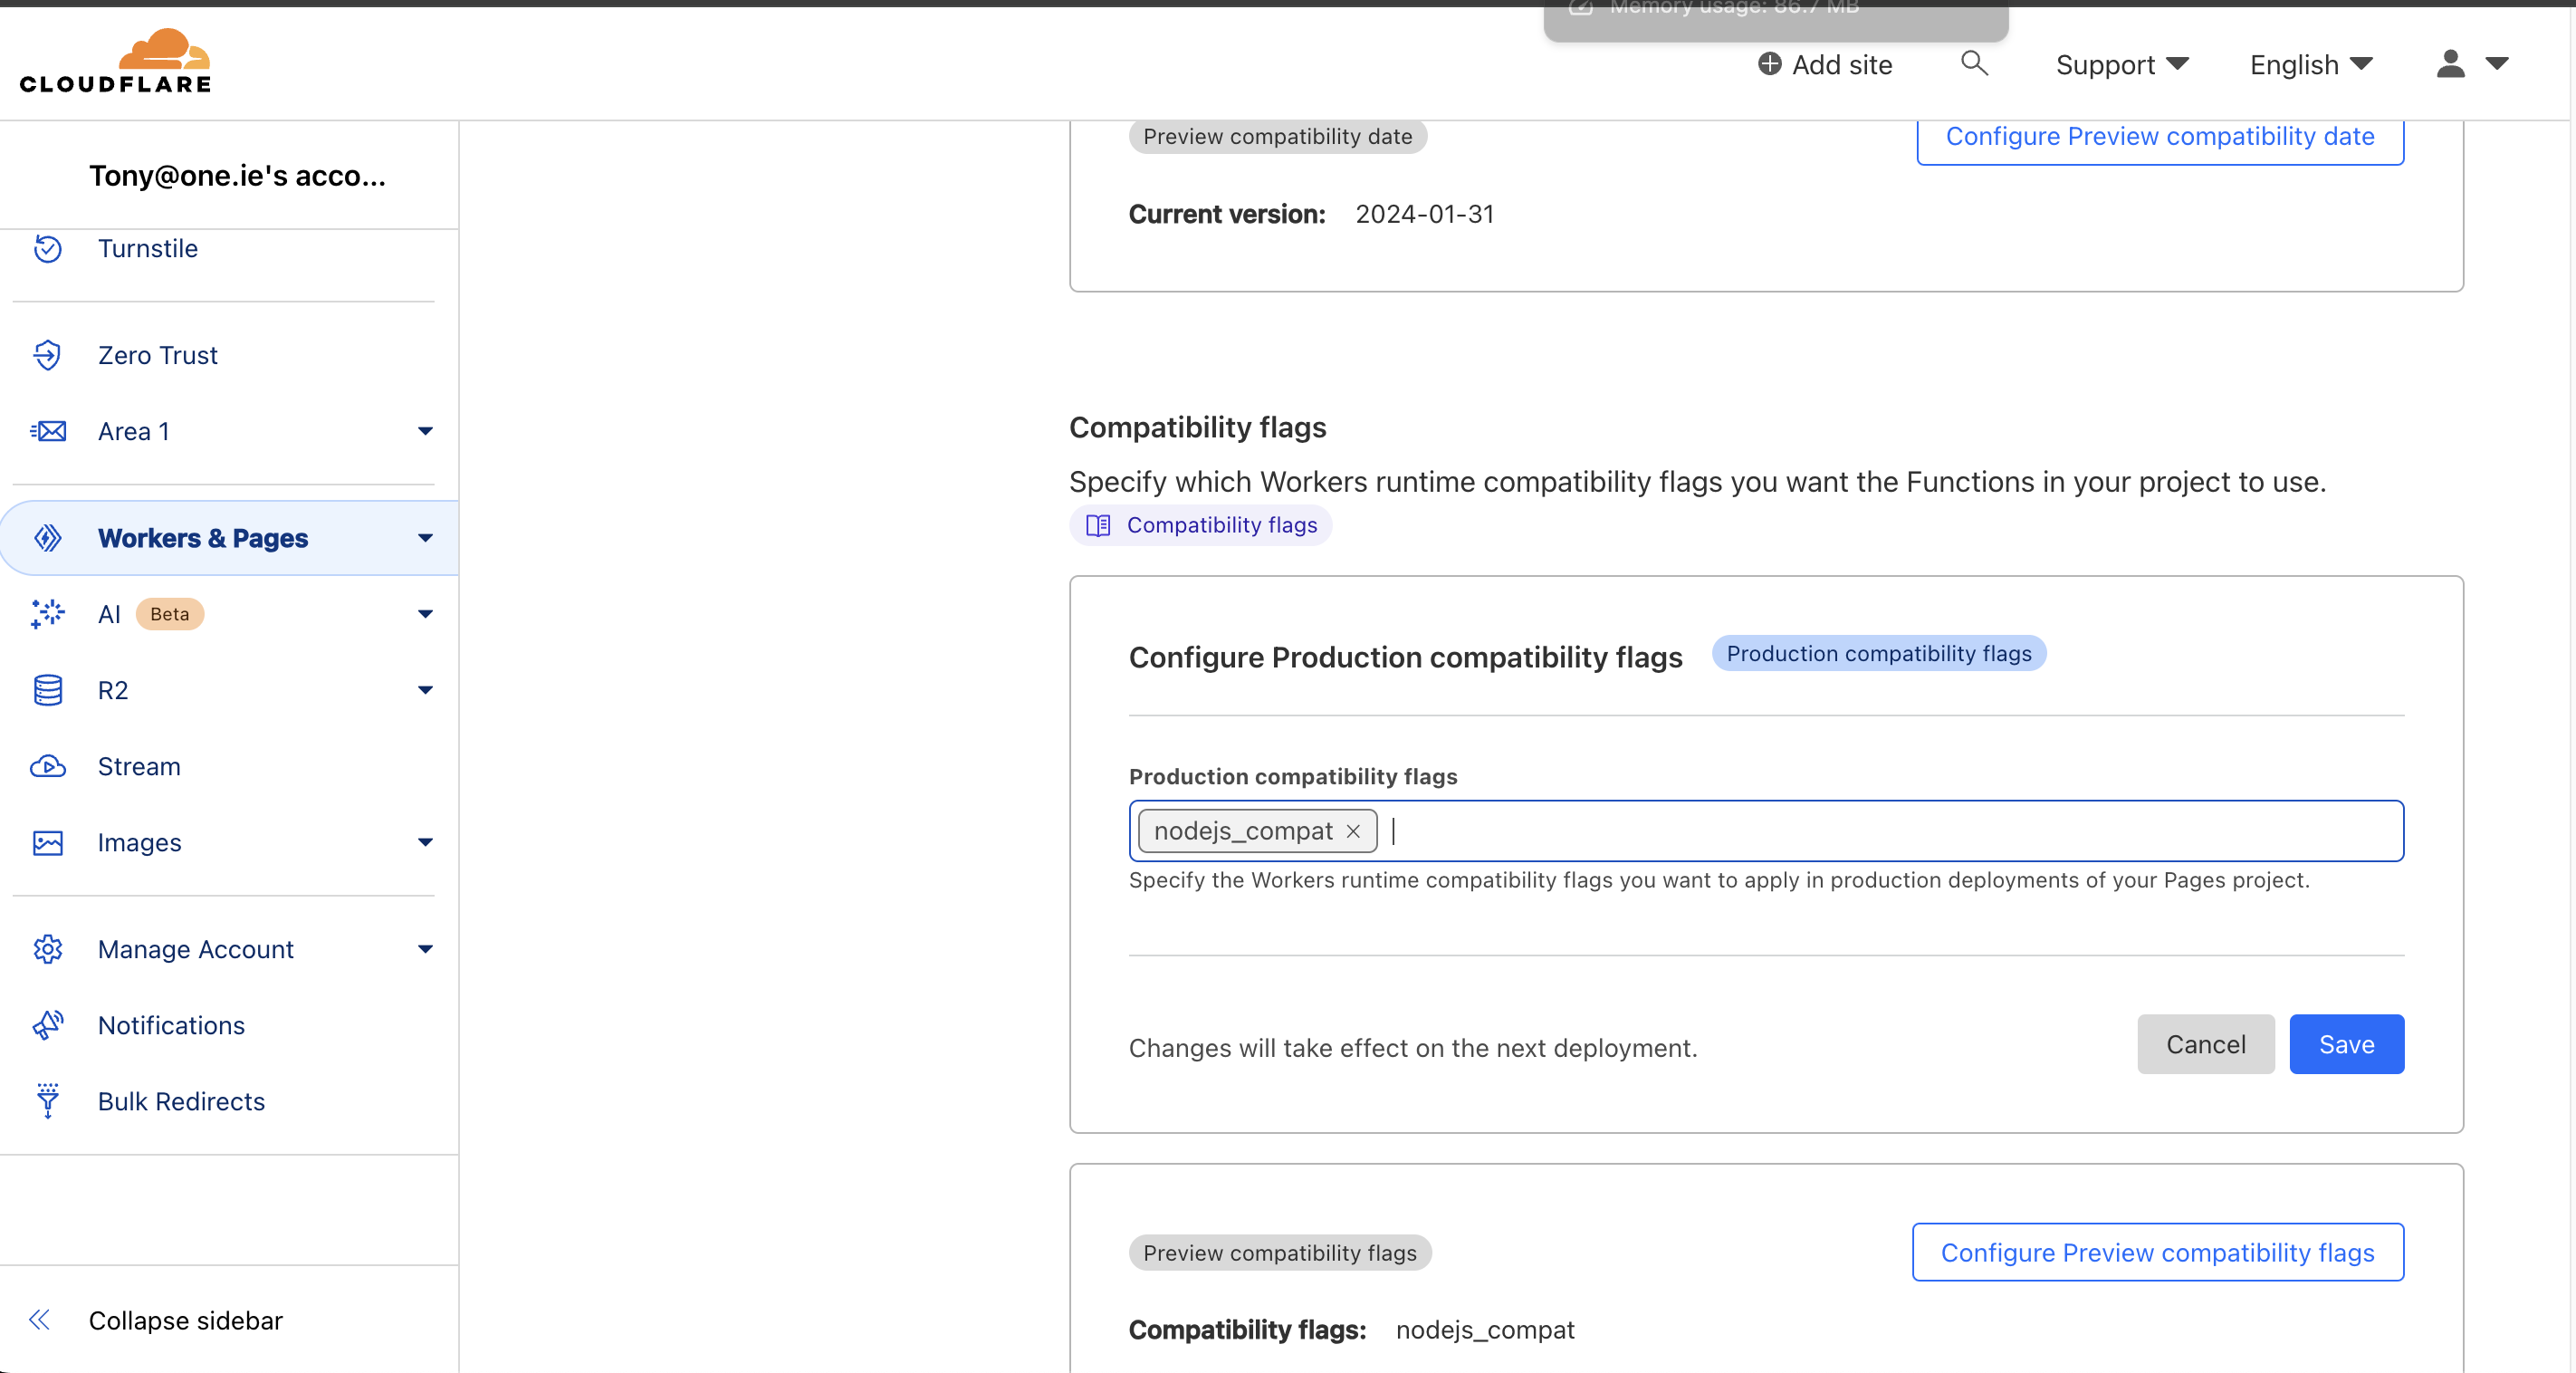 Memory usage: 86.7 MB
CLOUDFLARE
Add site
Support
English
Tony@one.ie's acco...
Turnstile
Zero Trust
Area 1
Workers & Pages
AI Beta
R2
Stream
Images
Manage Account
Notifications
Bulk Redirects
Collapse sidebar
Preview compatibility date
Configure Preview compatibility date
Current version: 2024-01-31
Compatibility flags
Specify which Workers runtime compatibility flags you want the Functions in your project to use.
Compatibility flags
Configure Production compatibility flags
Production compatibility flags
Production compatibility flags
nodejs_compat
Specify the Workers runtime compatibility flags you want to apply in production deployments of your Pages project.
Changes will take effect on the next deployment.
Cancel
Save
Preview compatibility flags
Configure Preview compatibility flags
Compatibility flags: nodejs_compat